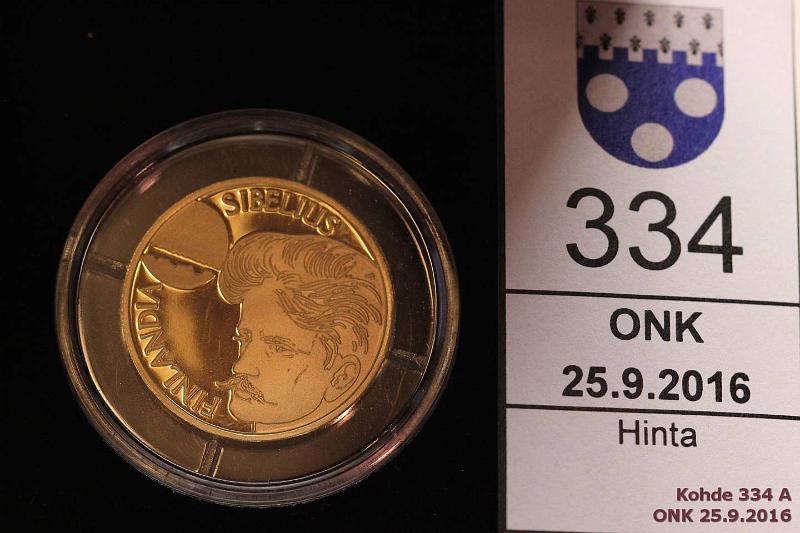 SIBELIUS
FINLANDIA
334
ONK
25.9.2016
Hinta
Kohde 334 A
ONK 25.9.2016